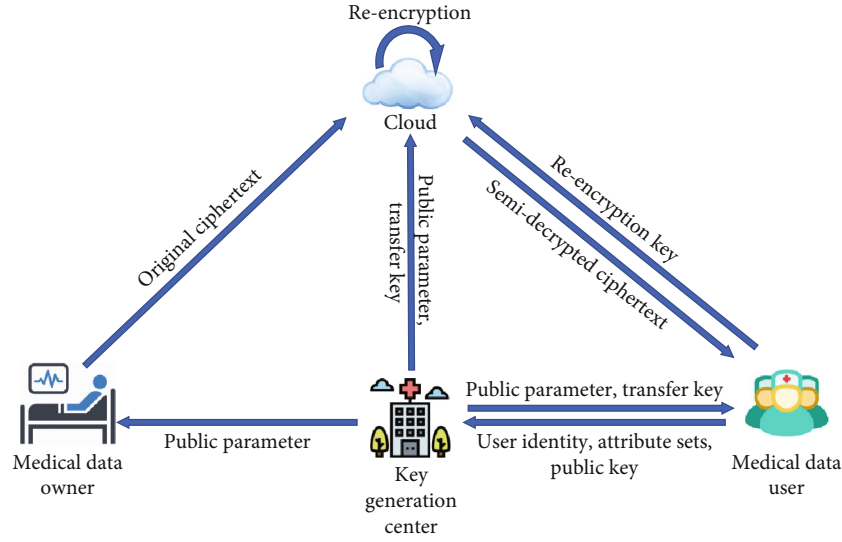 Re-encryption
Cloud
Original ciphertext
Public parameter,
transfer key
Re-encryption key
Semi-decrypted ciphertext
Public parameter, transfer key
Public parameter
User identity, attribute sets,
public key
Medical data
owner
Key
generation
center
Medical data
user